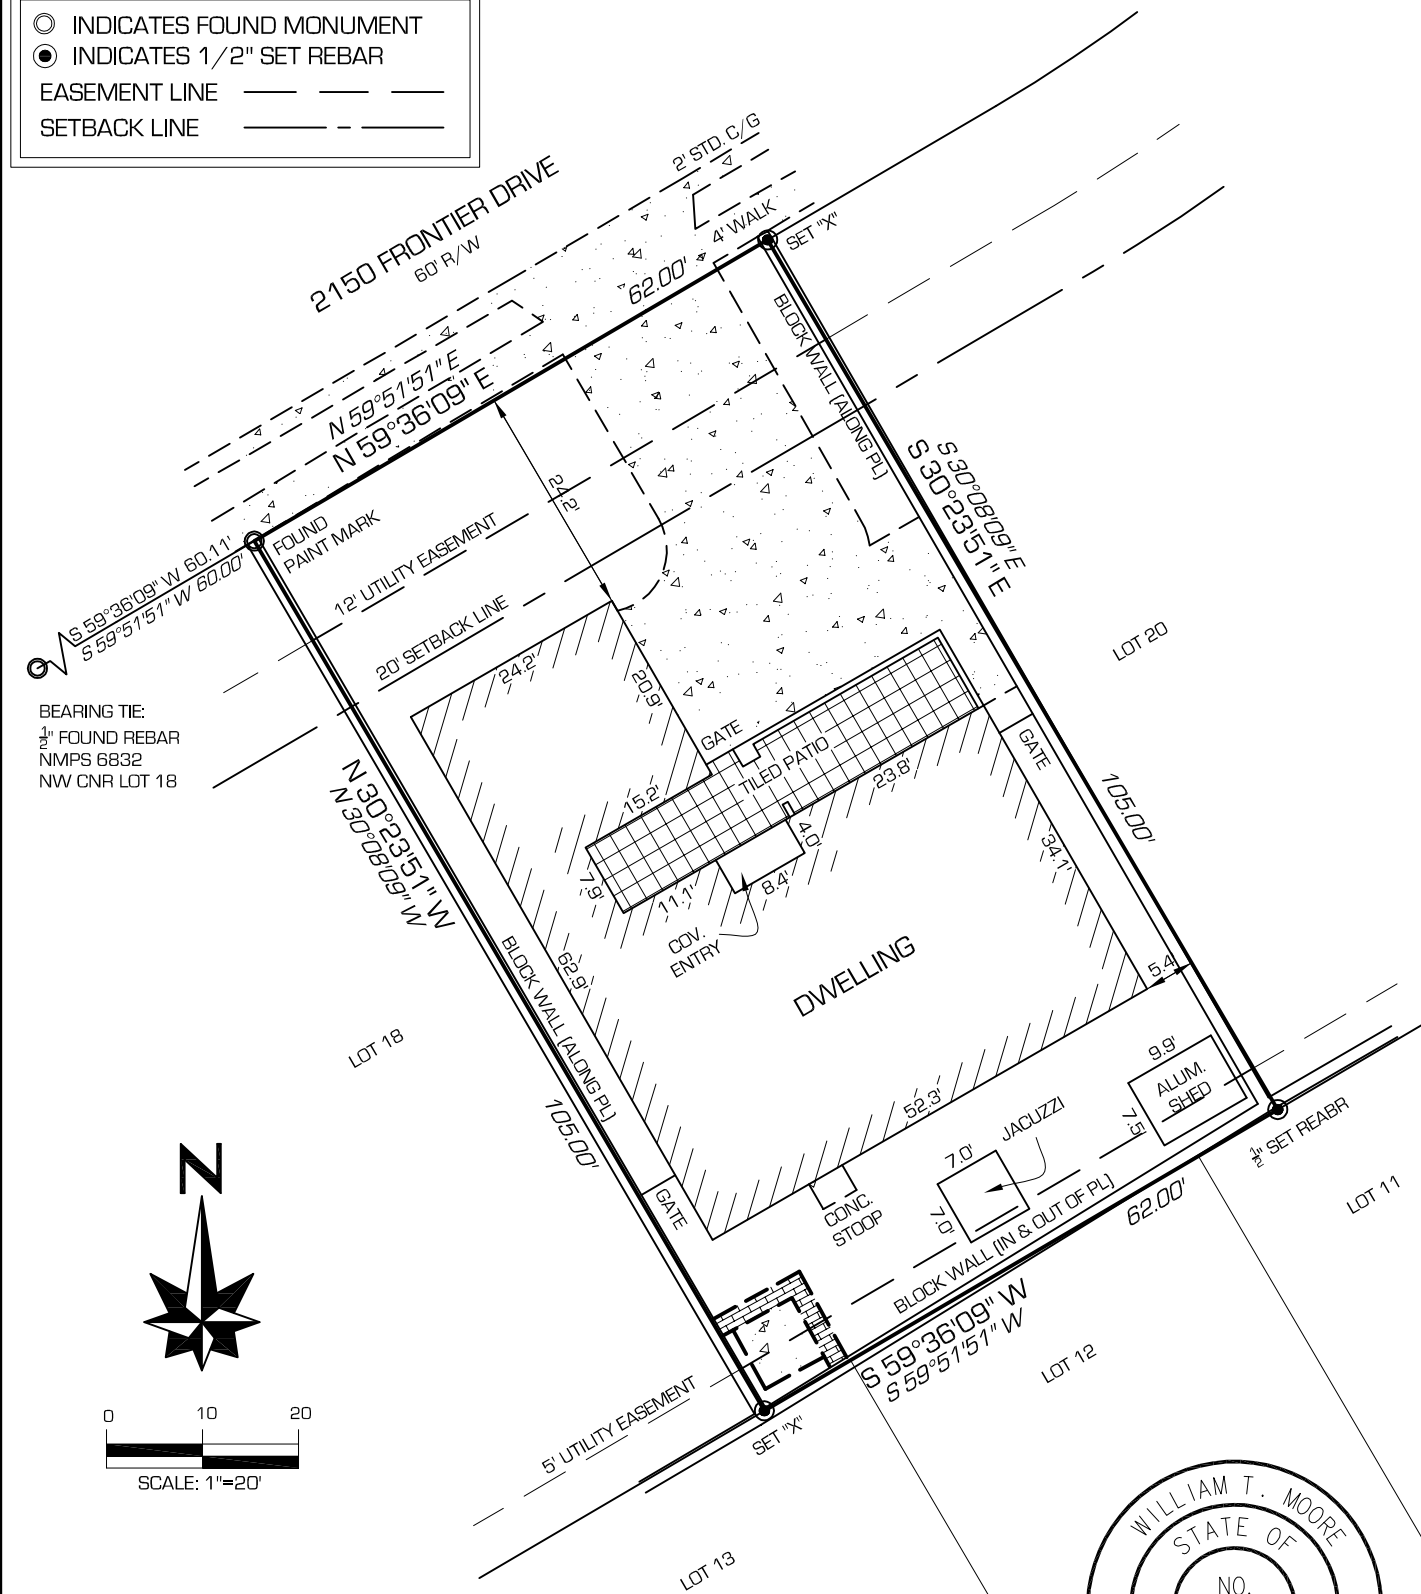 INDICATES FOUND MONUMENT
INDICATES 1/2" SET REBAR
EASEMENT LINE
SETBACK LINE
2150 FRONTIER DRIVE
60' R/W
2' STD. C/G
4' WALK
SET "X"
62.00'
N 59°51'51" E
N 59°36'09" E
FOUND
PAINT MARK
S 59°36'09" W 60.11'
S 59°51'51" W 60.00'
BEARING TIE:
1/2" FOUND REBAR
NMPS 6832
NW CNR LOT 18
24.2'
12' UTILITY EASEMENT
20' SETBACK LINE
BLOCK WALL (ALONG PL)
S 30°08'09" E
S 30°23'51" E
LOT 20
24.2'
20.9'
GATE
TILED PATIO
GATE
15.2'
23.8'
4.0'
7.9'
11.1'
8.4'
34.1'
105.00'
N 30°23'51" W
N 30°08'09" W
COV.
ENTRY
DWELLING
5.4'
62.9'
BLOCK WALL (ALONG PL)
LOT 18
105.00'
9.9'
ALUM.
SHED
7.5'
52.3'
JACUZZI
7.0'
7.0'
CONC.
STOOP
GATE
1/2" SET REABR
LOT 11
62.00'
BLOCK WALL (IN & OUT OF PL)
S 59°36'09" W
S 59°51'51" W
LOT 12
N
0 10 20
SCALE: 1"=20'
5' UTILITY EASEMENT
SET "X"
LOT 13
WILLIAM T. MOORE
STATE OF
NO.